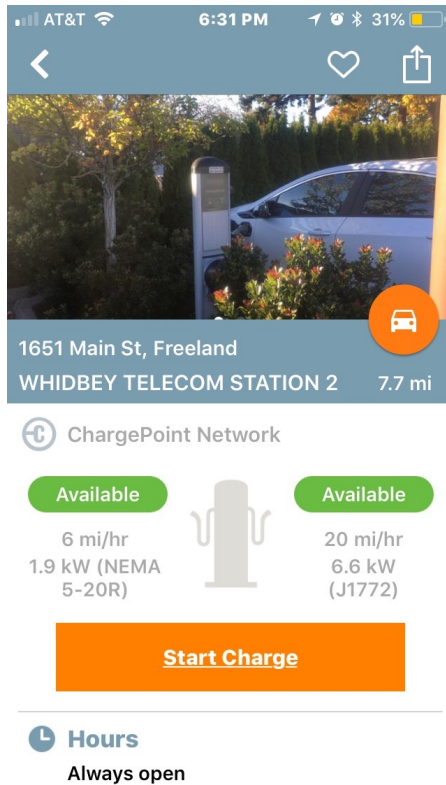 AT&T 6:31 PM 31%
1651 Main St, Freeland
WHIDBEY TELECOM STATION 2 7.7 mi
ChargePoint Network
Available Available
6 mi/hr 20 mi/hr
1.9 kW (NEMA 6.6 kW
5-20R) (J1772)
Start Charge
Hours
Always open